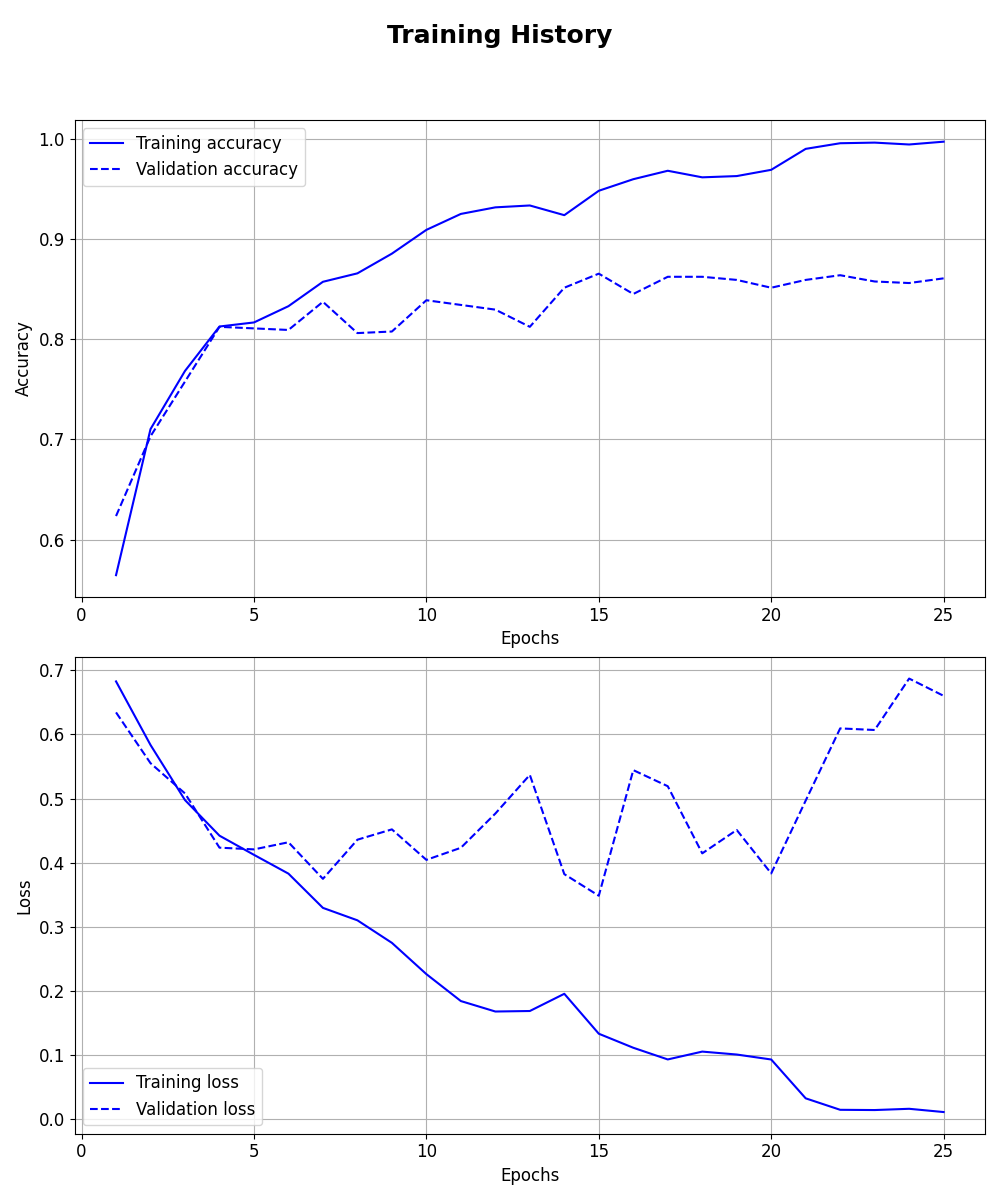 Training History
1.0
0.9
0.8
0.7
0.6
Accuracy
Training accuracy
Validation accuracy
0 5 10 15 20 25
Epochs
0.7
0.6
0.5
0.4
0.3
0.2
0.1
0.0
Loss
Training loss
Validation loss
0 5 10 15 20 25
Epochs